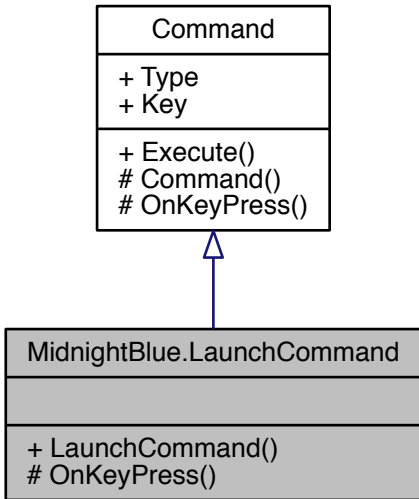 Command
+ Type
+ Key
+ Execute()
# Command()
# OnKeyPress()
MidnightBlue.LaunchCommand
+ LaunchCommand()
# OnKeyPress()